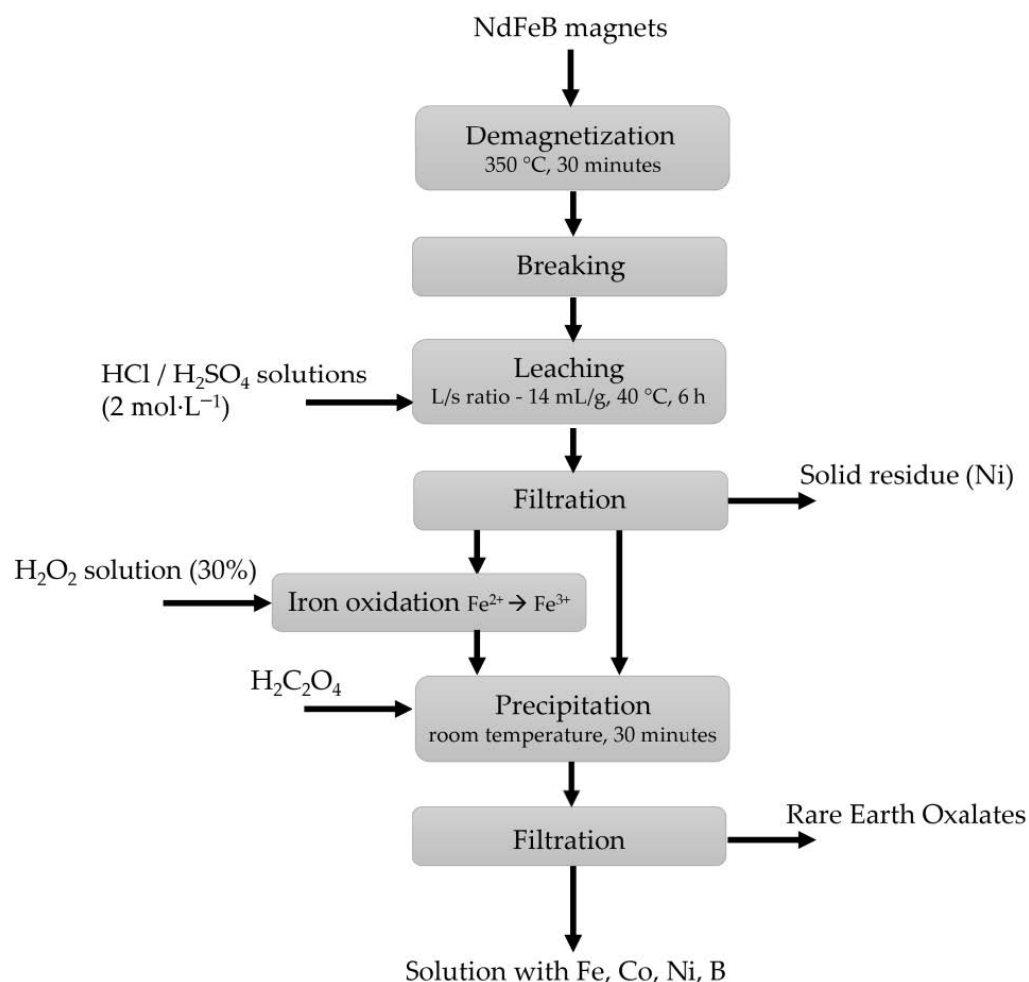 NdFeB magnets
Demagnetization
350 °C, 30 minutes
Breaking
HCl / H₂SO₄ solutions
(2 mol·L⁻¹)
Leaching
L/s ratio - 14 mL/g, 40 °C, 6 h
Filtration
Solid residue (Ni)
H₂O₂ solution (30%)
Iron oxidation Fe²⁺ → Fe³⁺
H₂C₂O₄
Precipitation
room temperature, 30 minutes
Filtration
Rare Earth Oxalates
Solution with Fe, Co, Ni, B